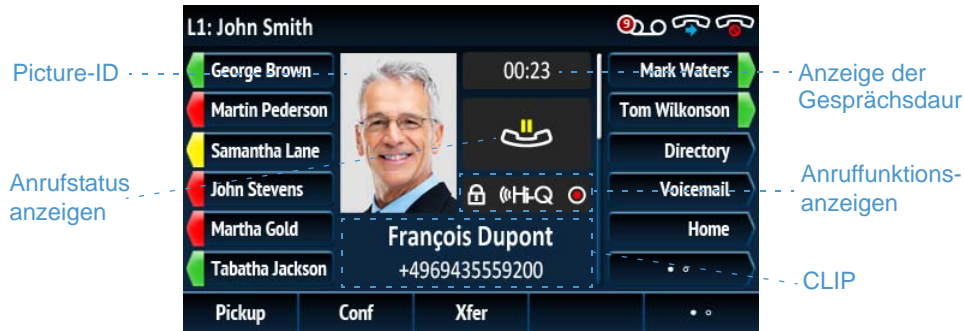 L1: John Smith
9
Picture-ID
George Brown
00:23
Mark Waters
Anzeige der
Gesprächsdaur
Martin Pederson
Tom Wilkonson
Samantha Lane
Directory
Anrufstatus
anzeigen
John Stevens
Hi-Q
Voicemail
Anruffunktions-
anzeigen
Martha Gold
François Dupont
Home
Tabatha Jackson
+4969435559200
CLIP
Pickup
Conf
Xfer